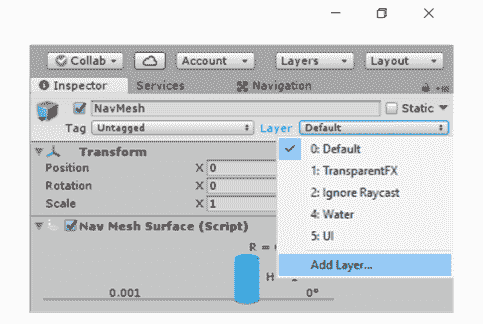 Collab Account Layers Layout
Inspector Services Navigation
NavMesh Static
Tag Untagged Layer Default
0: Default
Transform
1: TransparentFX
Position X 0
2: Ignore Raycast
Rotation X 0
4: Water
Scale X 1
5: UI
Nav Mesh Surface (Script)
R =
Add Layer...
H
0.001 0°